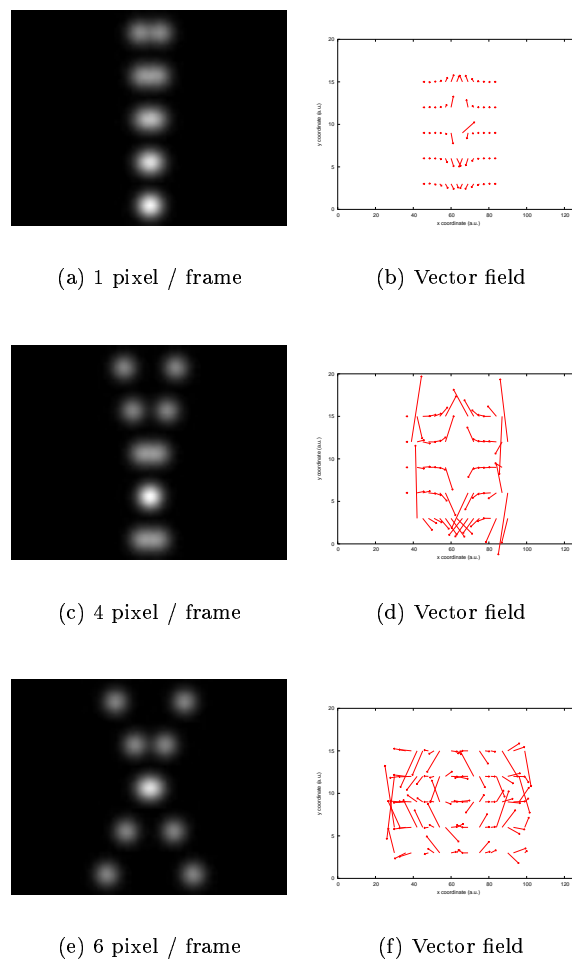 20
15
10
5
0
0 20 40 60 80 100 120
y coordinate (a.u.)
x coordinate (a.u.)
(a) 1 pixel / frame
(b) Vector field
20
15
10
5
0
0 20 40 60 80 100 120
y coordinate (a.u.)
x coordinate (a.u.)
(c) 4 pixel / frame
(d) Vector field
20
15
10
5
0
0 20 40 60 80 100 120
y coordinate (a.u.)
x coordinate (a.u.)
(e) 6 pixel / frame
(f) Vector field